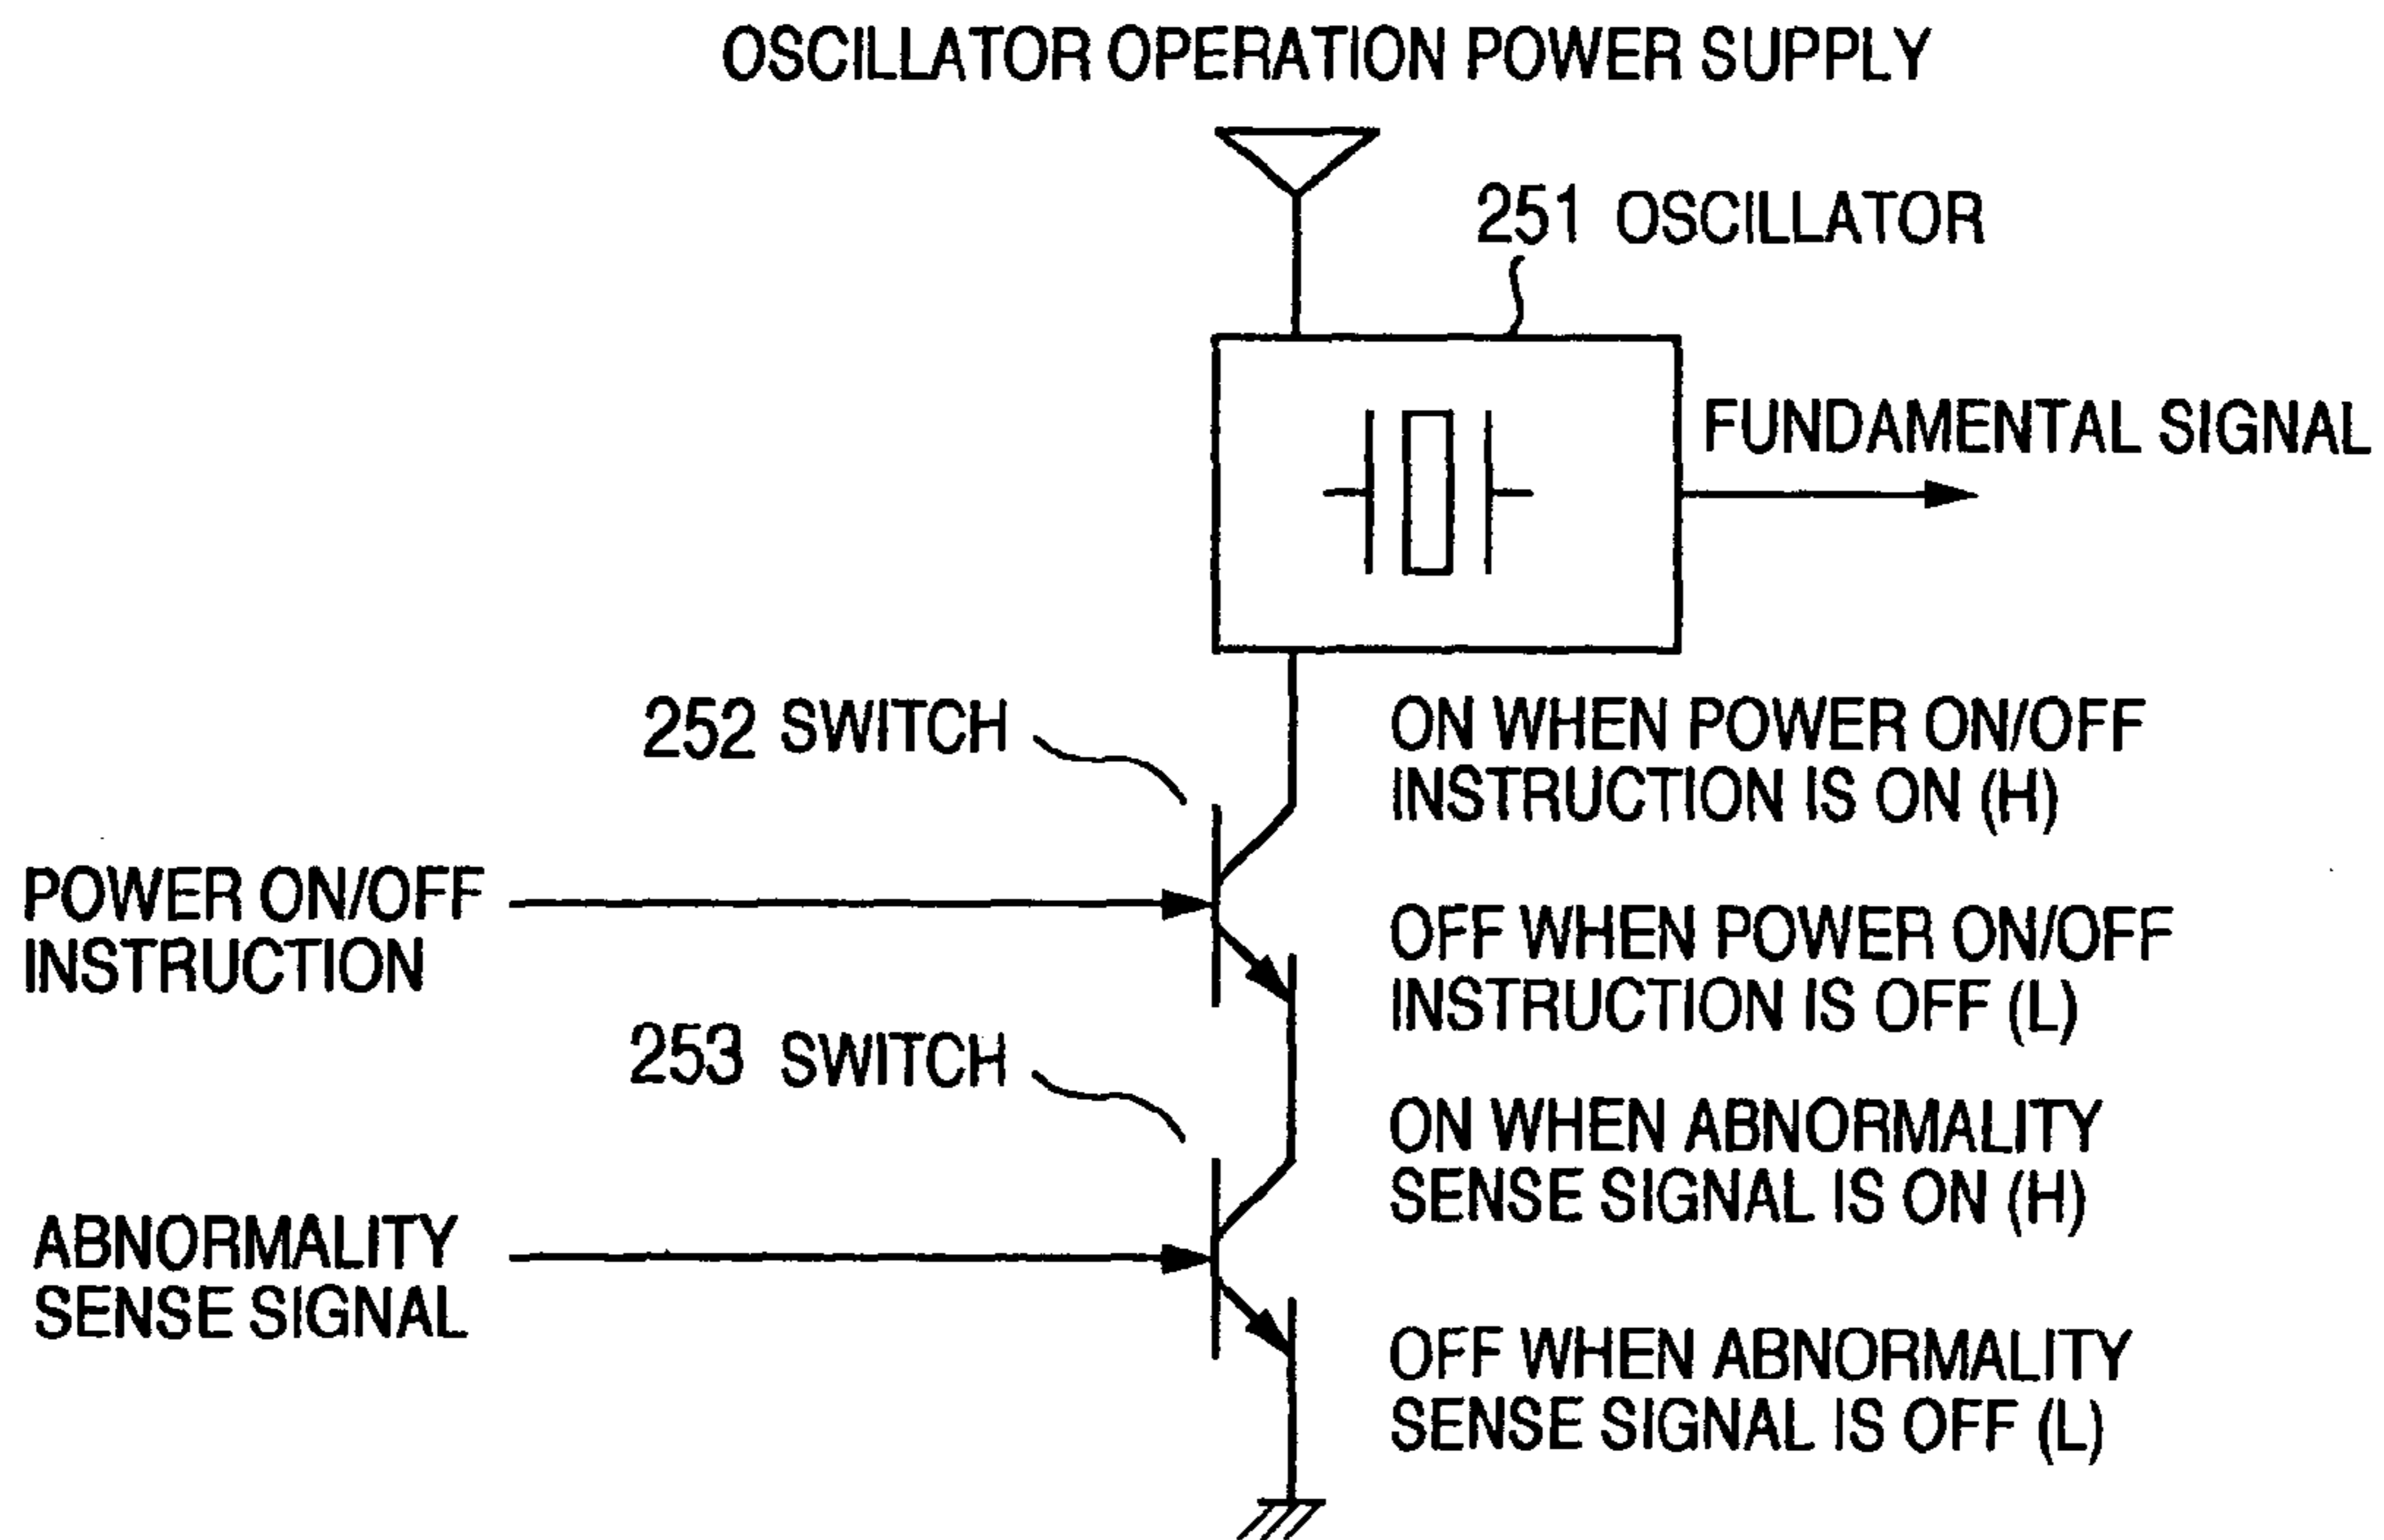 OSCILLATOR OPERATION POWER SUPPLY
251 OSCILLATOR
FUNDAMENTAL SIGNAL
252 SWITCH
ON WHEN POWER ON/OFF
INSTRUCTION IS ON (H)
POWER ON/OFF
INSTRUCTION
OFF WHEN POWER ON/OFF
INSTRUCTION IS OFF (L)
253 SWITCH
ON WHEN ABNORMALITY
SENSE SIGNAL IS ON (H)
ABNORMALITY
SENSE SIGNAL
OFF WHEN ABNORMALITY
SENSE SIGNAL IS OFF (L)